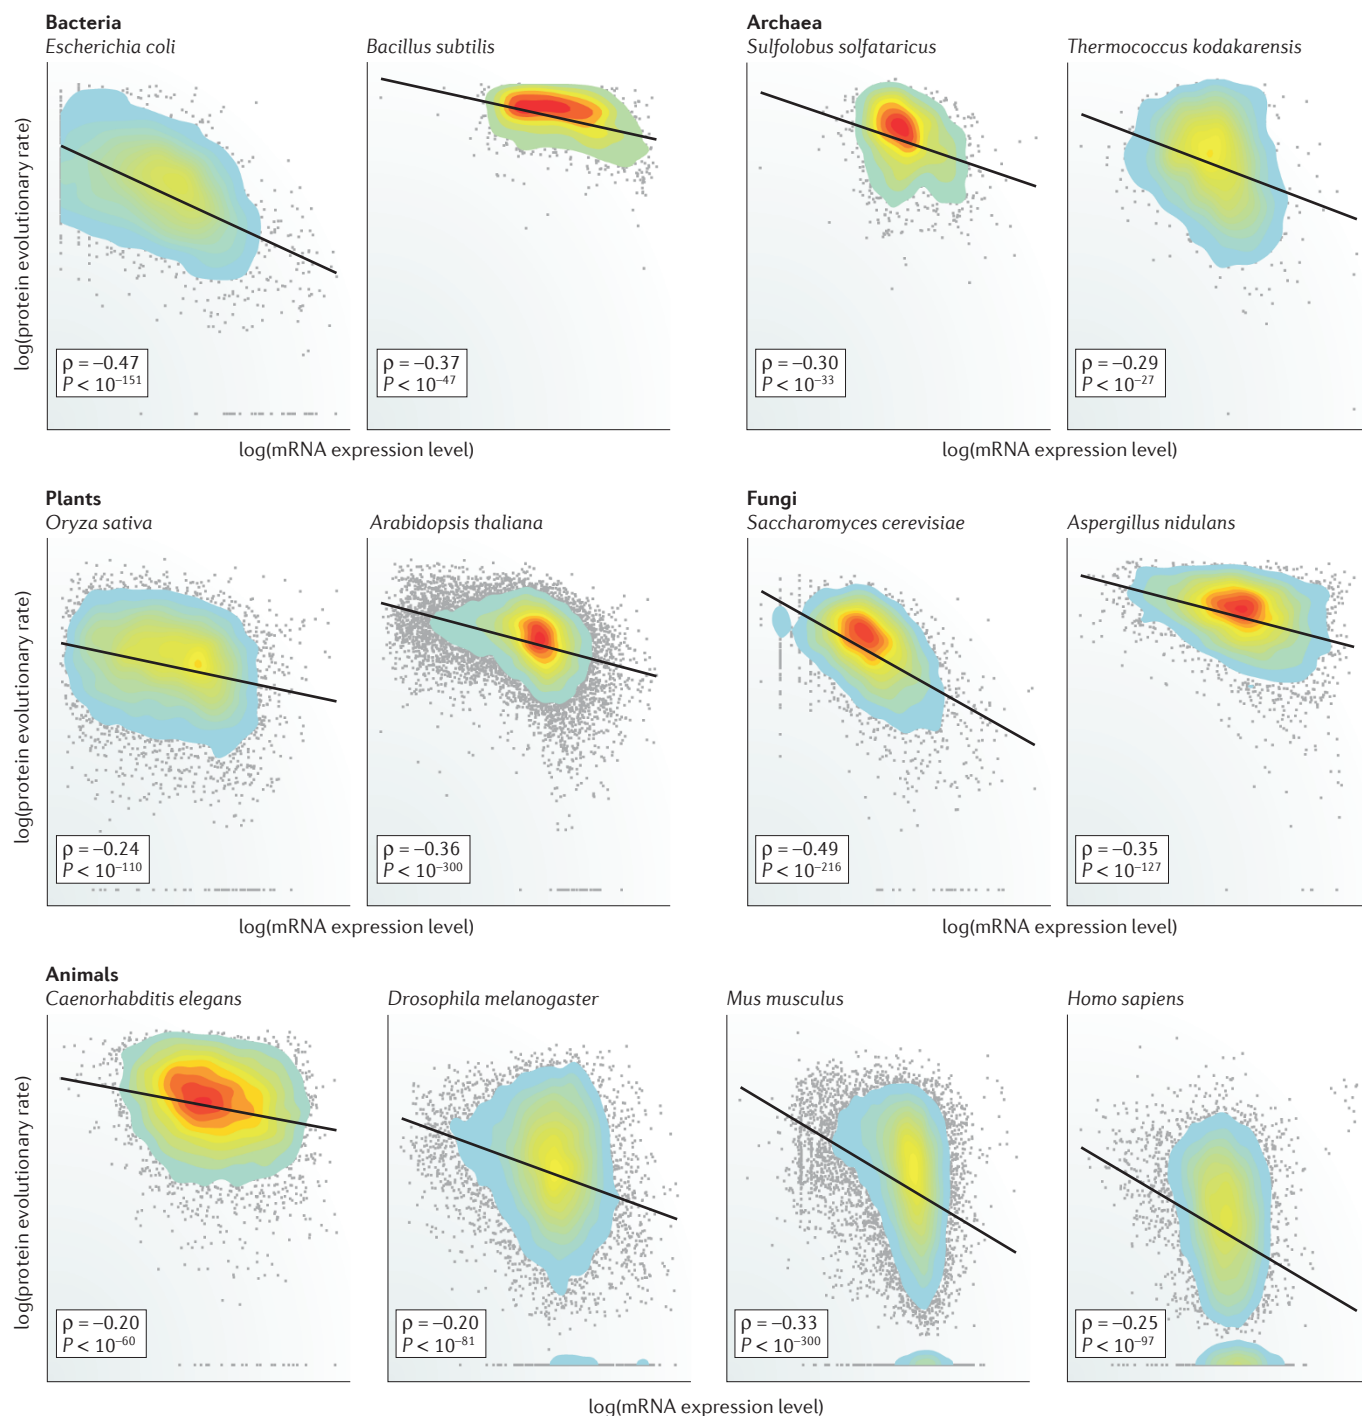 Bacteria
Escherichia coli
Bacillus subtilis
Archaea
Sulfolobus solfataricus
Thermococcus kodakarensis
log(protein evolutionary rate)
ρ = –0.47
P < 10⁻¹⁵¹
ρ = –0.37
P < 10⁻⁴⁷
ρ = –0.30
P < 10⁻³³
ρ = –0.29
P < 10⁻²⁷
log(mRNA expression level)
log(mRNA expression level)
Plants
Oryza sativa
Arabidopsis thaliana
Fungi
Saccharomyces cerevisiae
Aspergillus nidulans
log(protein evolutionary rate)
ρ = –0.24
P < 10⁻¹¹⁰
ρ = –0.36
P < 10⁻³⁰⁰
ρ = –0.49
P < 10⁻²¹⁶
ρ = –0.35
P < 10⁻¹²⁷
log(mRNA expression level)
log(mRNA expression level)
Animals
Caenorhabditis elegans
Drosophila melanogaster
Mus musculus
Homo sapiens
log(protein evolutionary rate)
ρ = –0.20
P < 10⁻⁶⁰
ρ = –0.20
P < 10⁻⁸¹
ρ = –0.33
P < 10⁻³⁰⁰
ρ = –0.25
P < 10⁻⁹⁷
log(mRNA expression level)